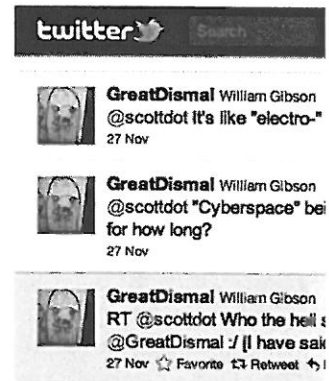 twitter
Search
GreatDismal William Gibson
@scottdot It's like "electro-"
27 Nov
GreatDismal William Gibson
@scottdot "Cyberspace" bei
for how long?
27 Nov
GreatDismal William Gibson
RT @scottdot Who the hell s
@GreatDismal :/ [I have sai
27 Nov Favorite Retweet